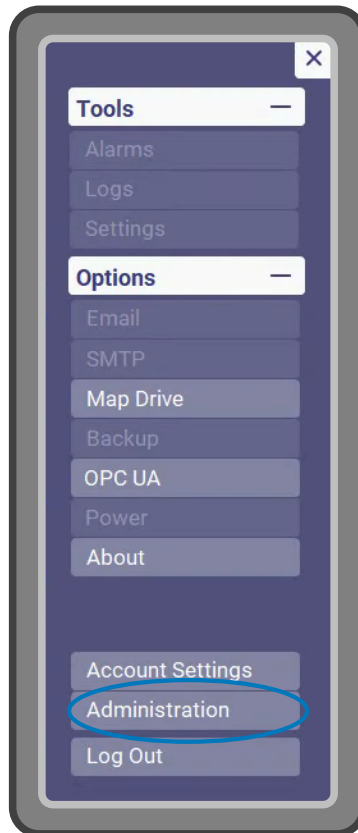 Tools
Alarms
Logs
Settings
Options
Email
SMTP
Map Drive
Backup
OPC UA
Power
About
Account Settings
Administration
Log Out